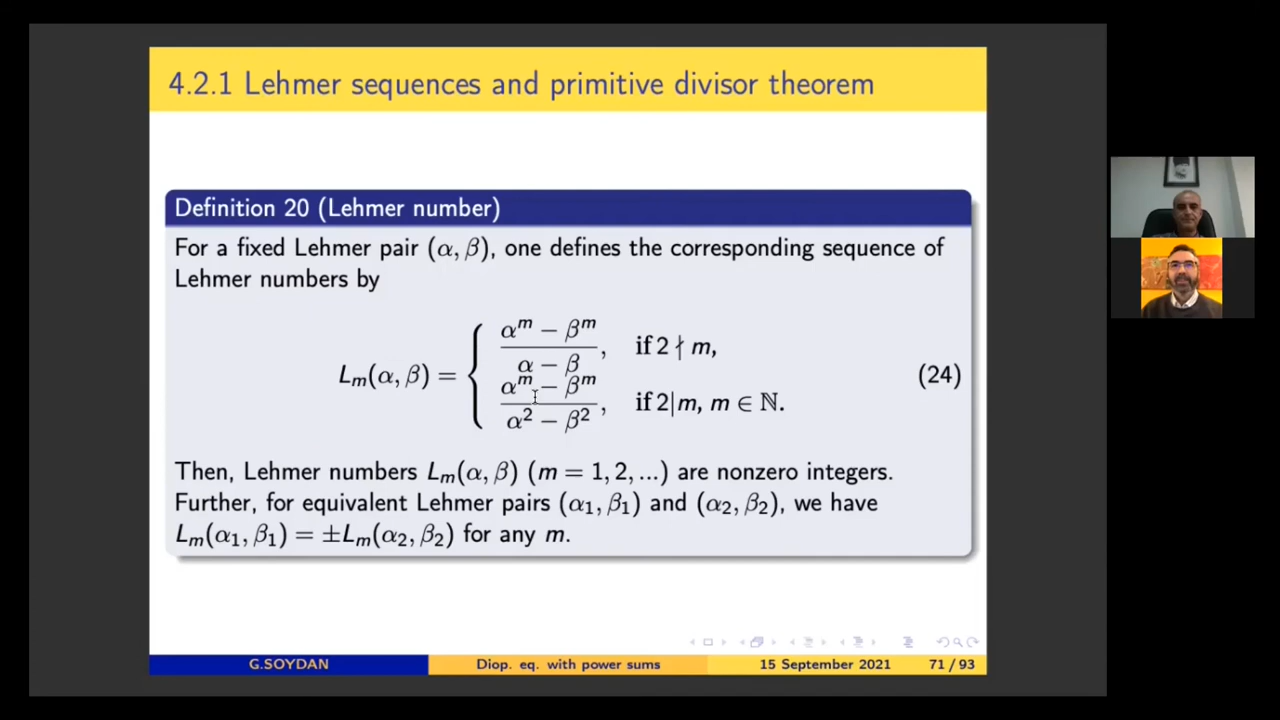 4.2.1 Lehmer sequences and primitive divisor theorem
Definition 20 (Lehmer number)
For a fixed Lehmer pair (α, β), one defines the corresponding sequence of
Lehmer numbers by
L_m(α, β) = { (α^m − β^m)/(α − β), if 2 ∤ m,
(α^m − β^m)/(α^2 − β^2), if 2|m, m ∈ ℕ. (24)
Then, Lehmer numbers L_m(α, β) (m = 1, 2, ...) are nonzero integers.
Further, for equivalent Lehmer pairs (α_1, β_1) and (α_2, β_2), we have
L_m(α_1, β_1) = ±L_m(α_2, β_2) for any m.
G.SOYDAN Diop. eq. with power sums 15 September 2021 71 / 93